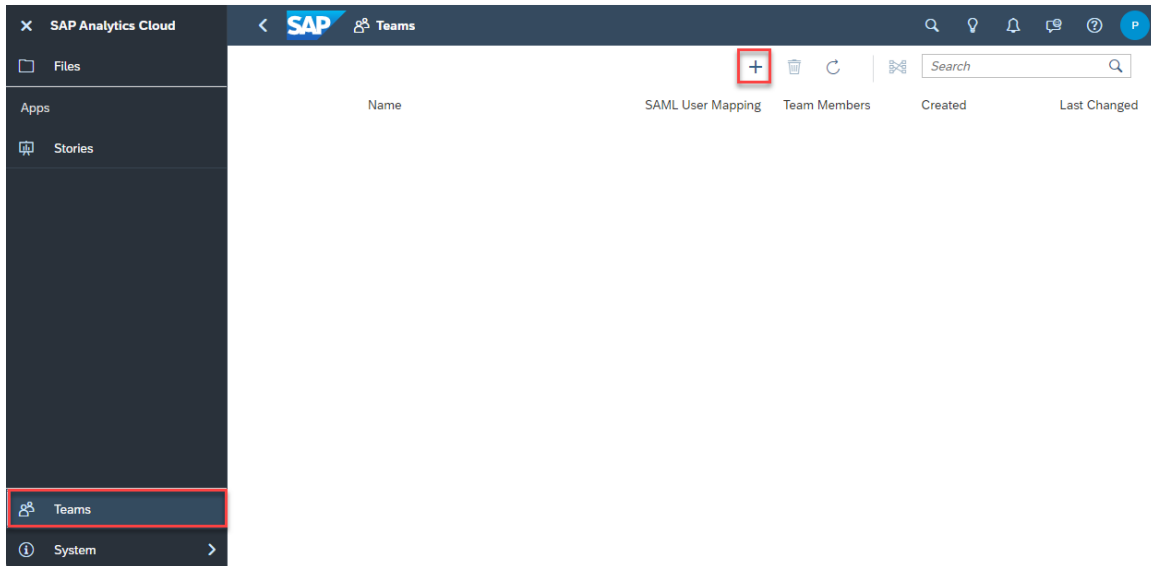 SAP Analytics Cloud
SAP Teams
P
Files
Search
Apps
Name SAML User Mapping Team Members Created Last Changed
Stories
Teams
System